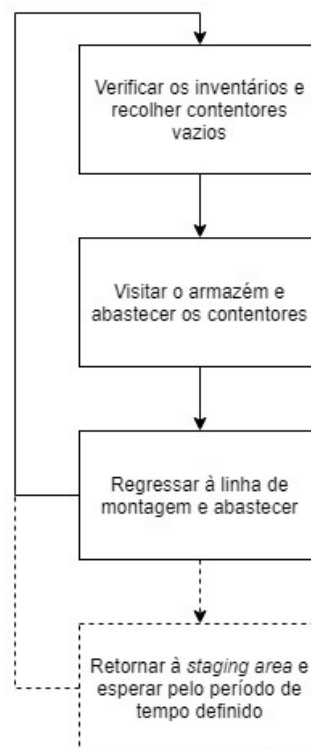 Verificar os inventários e
recolher contentores
vazios
Visitar o armazém e
abastecer os contentores
Regressar à linha de
montagem e abastecer
Retornar à staging area e
esperar pelo período de
tempo definido